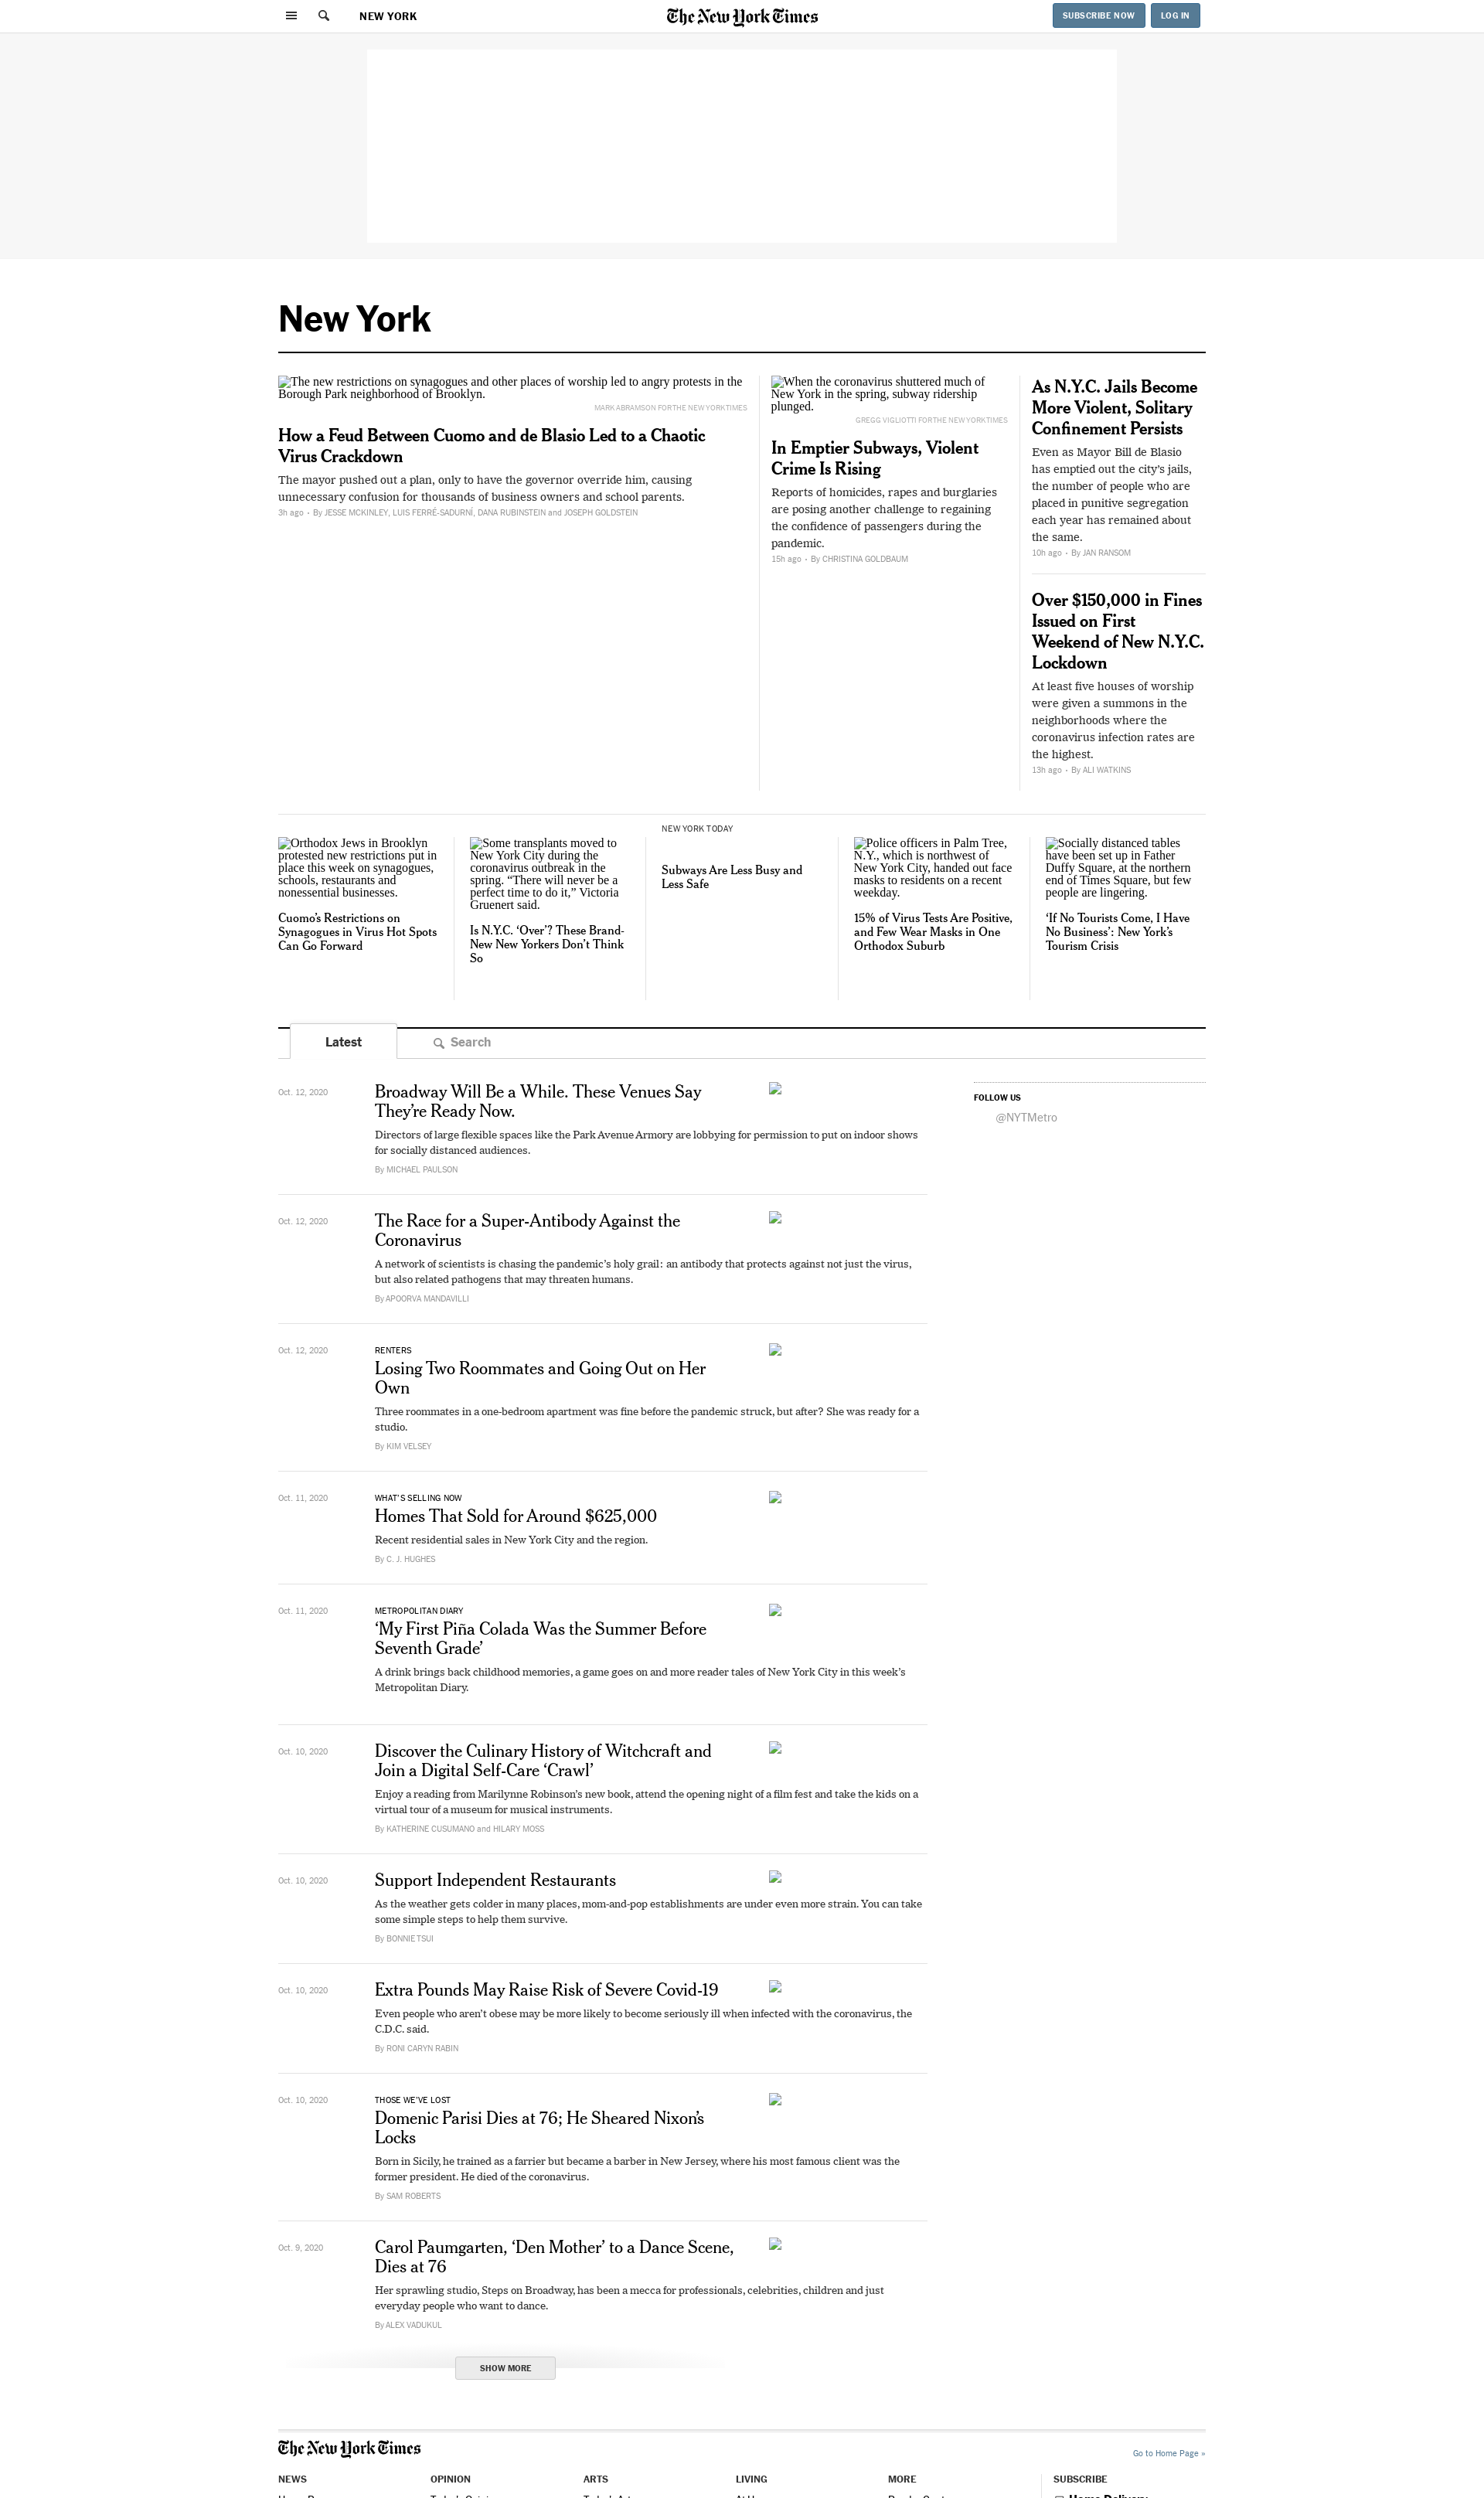 NEW YORK
The New York Times
SUBSCRIBE NOW
LOG IN
New York
The new restrictions on synagogues and other places of worship led to angry protests in the
Borough Park neighborhood of Brooklyn.
MARK ABRAMSON FOR THE NEW YORK TIMES
How a Feud Between Cuomo and de Blasio Led to a Chaotic
Virus Crackdown
The mayor pushed out a plan, only to have the governor override him, causing
unnecessary confusion for thousands of business owners and school parents.
3h ago • By JESSE MCKINLEY, LUIS FERRÉ-SADURNÍ, DANA RUBINSTEIN and JOSEPH GOLDSTEIN
When the coronavirus shuttered much of
New York in the spring, subway ridership
plunged.
GREGG VIGLIOTTI FOR THE NEW YORK TIMES
In Emptier Subways, Violent
Crime Is Rising
Reports of homicides, rapes and burglaries
are posing another challenge to regaining
the confidence of passengers during the
pandemic.
15h ago • By CHRISTINA GOLDBAUM
As N.Y.C. Jails Become
More Violent, Solitary
Confinement Persists
Even as Mayor Bill de Blasio
has emptied out the city’s jails,
the number of people who are
placed in punitive segregation
each year has remained about
the same.
10h ago • By JAN RANSOM
Over $150,000 in Fines
Issued on First
Weekend of New N.Y.C.
Lockdown
At least five houses of worship
were given a summons in the
neighborhoods where the
coronavirus infection rates are
the highest.
13h ago • By ALI WATKINS
Orthodox Jews in Brooklyn
protested new restrictions put in
place this week on synagogues,
schools, restaurants and
nonessential businesses.
Cuomo’s Restrictions on
Synagogues in Virus Hot Spots
Can Go Forward
Some transplants moved to
New York City during the
coronavirus outbreak in the
spring. “There will never be a
perfect time to do it,” Victoria
Gruenert said.
Is N.Y.C. ‘Over’? These Brand-
New New Yorkers Don’t Think
So
NEW YORK TODAY
Subways Are Less Busy and
Less Safe
Police officers in Palm Tree,
N.Y., which is northwest of
New York City, handed out face
masks to residents on a recent
weekday.
15% of Virus Tests Are Positive,
and Few Wear Masks in One
Orthodox Suburb
Socially distanced tables
have been set up in Father
Duffy Square, at the northern
end of Times Square, but few
people are lingering.
‘If No Tourists Come, I Have
No Business’: New York’s
Tourism Crisis
Latest
Search
Oct. 12, 2020
Broadway Will Be a While. These Venues Say
They’re Ready Now.
Directors of large flexible spaces like the Park Avenue Armory are lobbying for permission to put on indoor shows
for socially distanced audiences.
By MICHAEL PAULSON
FOLLOW US
@NYTMetro
Oct. 12, 2020
The Race for a Super-Antibody Against the
Coronavirus
A network of scientists is chasing the pandemic’s holy grail: an antibody that protects against not just the virus,
but also related pathogens that may threaten humans.
By APOORVA MANDAVILLI
Oct. 12, 2020
RENTERS
Losing Two Roommates and Going Out on Her
Own
Three roommates in a one-bedroom apartment was fine before the pandemic struck, but after? She was ready for a
studio.
By KIM VELSEY
Oct. 11, 2020
WHAT’S SELLING NOW
Homes That Sold for Around $625,000
Recent residential sales in New York City and the region.
By C. J. HUGHES
Oct. 11, 2020
METROPOLITAN DIARY
‘My First Piña Colada Was the Summer Before
Seventh Grade’
A drink brings back childhood memories, a game goes on and more reader tales of New York City in this week’s
Metropolitan Diary.
Oct. 10, 2020
Discover the Culinary History of Witchcraft and
Join a Digital Self-Care ‘Crawl’
Enjoy a reading from Marilynne Robinson’s new book, attend the opening night of a film fest and take the kids on a
virtual tour of a museum for musical instruments.
By KATHERINE CUSUMANO and HILARY MOSS
Oct. 10, 2020
Support Independent Restaurants
As the weather gets colder in many places, mom-and-pop establishments are under even more strain. You can take
some simple steps to help them survive.
By BONNIE TSUI
Oct. 10, 2020
Extra Pounds May Raise Risk of Severe Covid-19
Even people who aren’t obese may be more likely to become seriously ill when infected with the coronavirus, the
C.D.C. said.
By RONI CARYN RABIN
Oct. 10, 2020
THOSE WE’VE LOST
Domenic Parisi Dies at 76; He Sheared Nixon’s
Locks
Born in Sicily, he trained as a farrier but became a barber in New Jersey, where his most famous client was the
former president. He died of the coronavirus.
By SAM ROBERTS
Oct. 9, 2020
Carol Paumgarten, ‘Den Mother’ to a Dance Scene,
Dies at 76
Her sprawling studio, Steps on Broadway, has been a mecca for professionals, celebrities, children and just
everyday people who want to dance.
By ALEX VADUKUL
SHOW MORE
The New York Times
Go to Home Page »
NEWS
OPINION
ARTS
LIVING
MORE
SUBSCRIBE